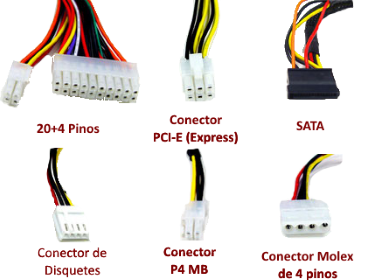 20+4 Pinos
Conector
PCI-E (Express)
SATA
Conector de
Disquetes
Conector
P4 MB
Conector Molex
de 4 pinos